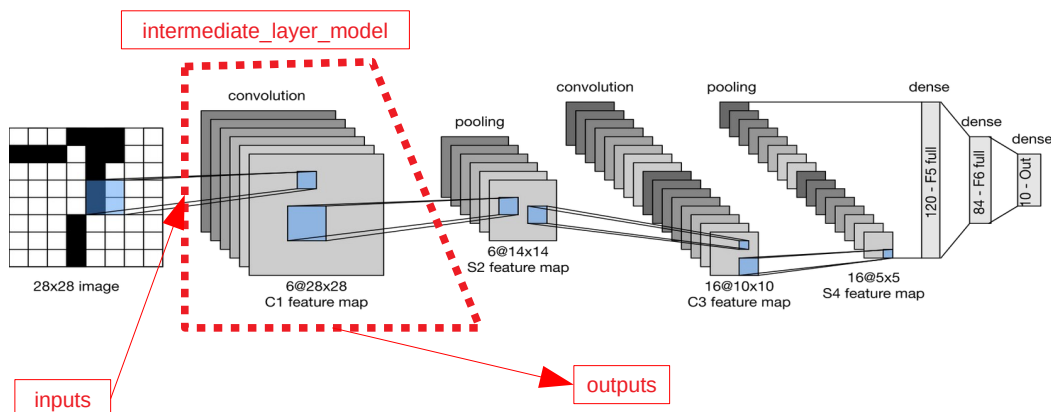 intermediate_layer_model
convolution
pooling
convolution
pooling
dense
dense
dense
120 - F5 full
84 - F6 full
10 - Out
28x28 image
6@28x28
C1 feature map
6@14x14
S2 feature map
16@10x10
C3 feature map
16@5x5
S4 feature map
inputs
outputs